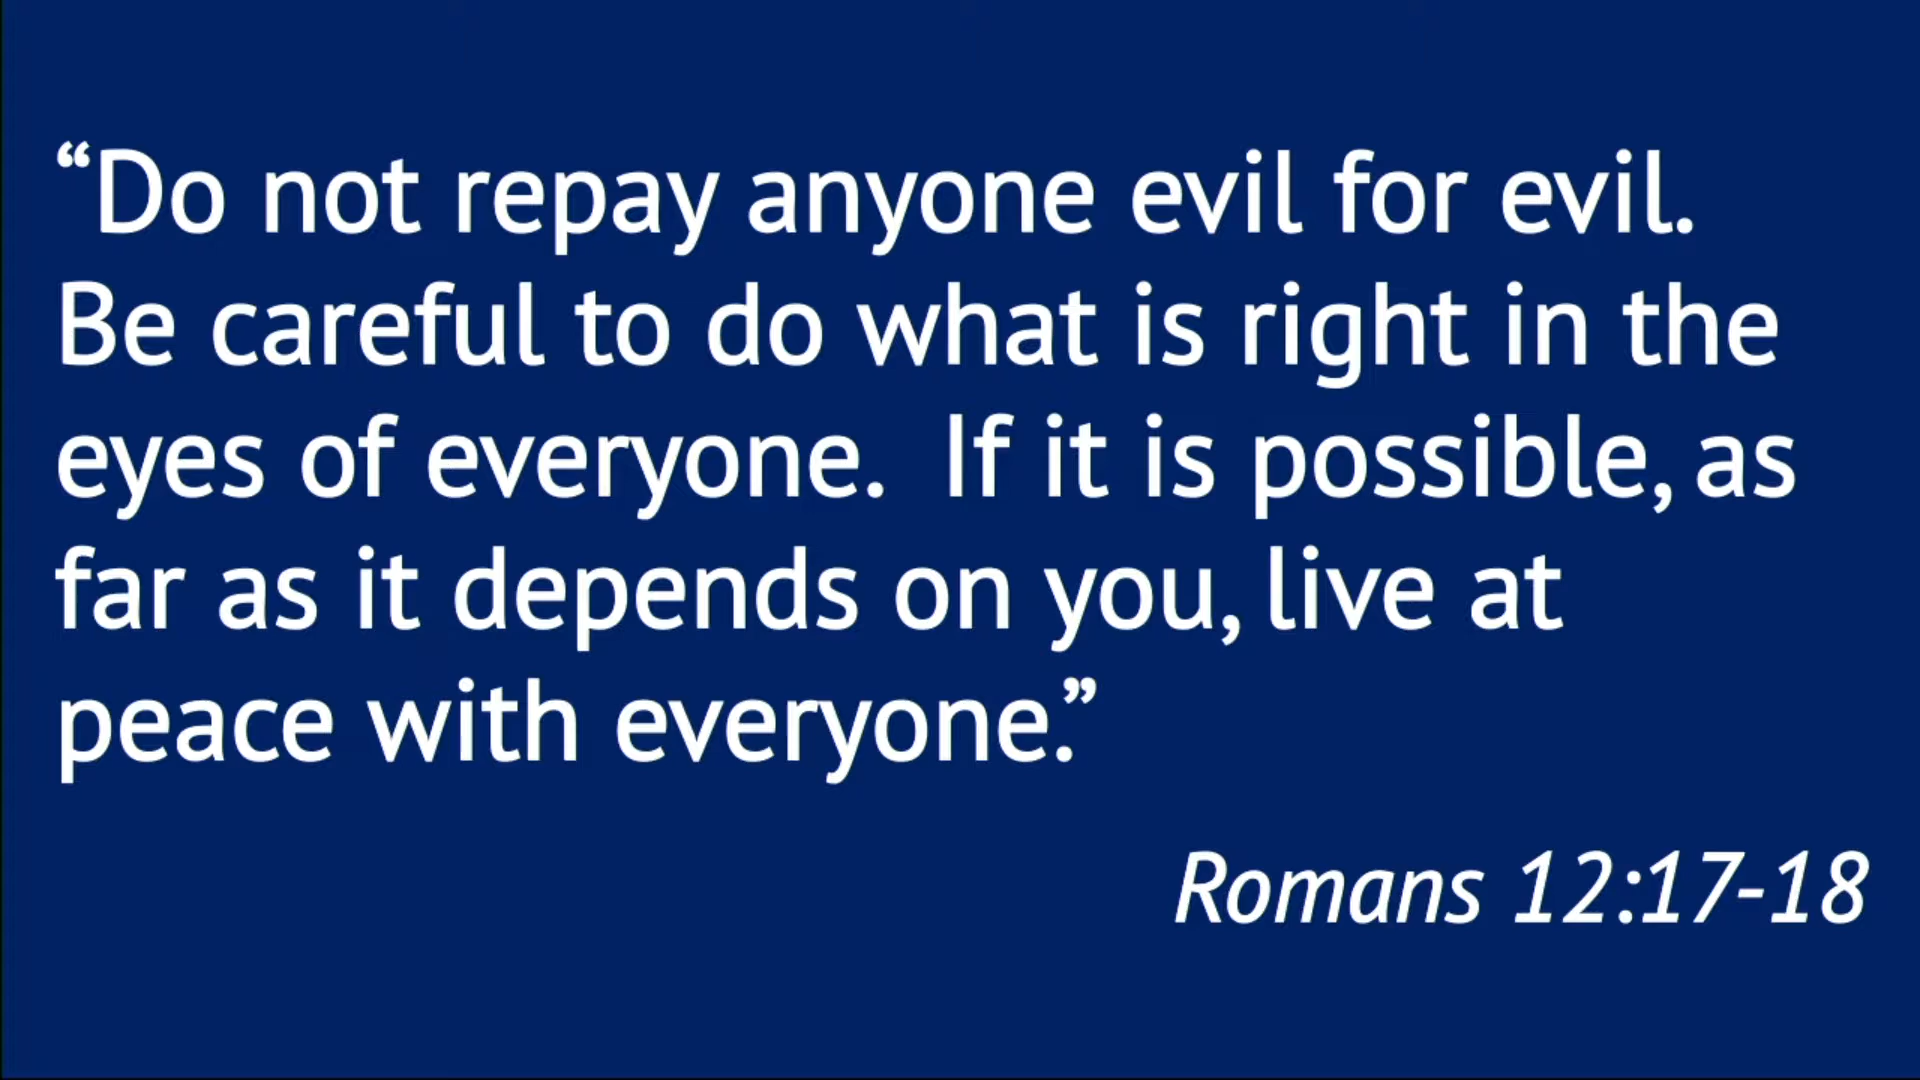 “Do not repay anyone evil for evil.
Be careful to do what is right in the
eyes of everyone.  If it is possible, as
far as it depends on you, live at
peace with everyone.”
Romans 12:17-18